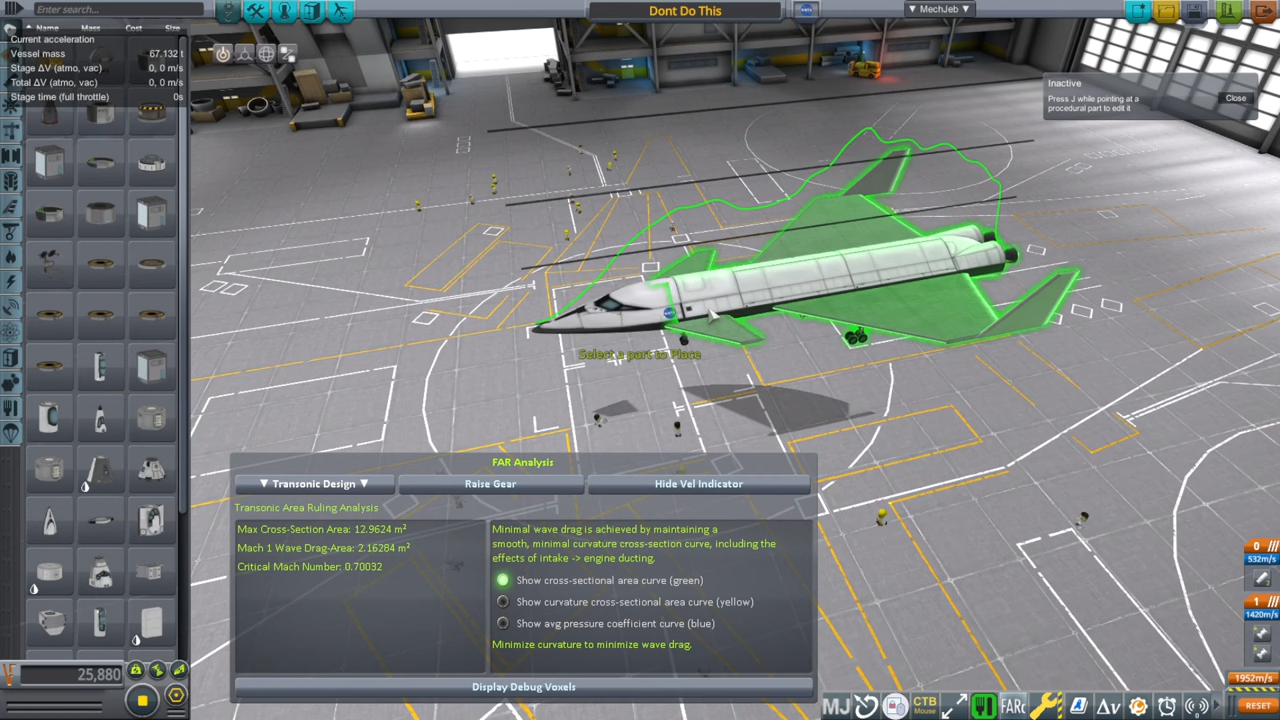 Enter search...
Dont Do This
▼ MechJeb ▼
Name Mass Cost Size
Current acceleration
Vessel mass 67.132 t
Stage ΔV (atmo, vac) 0, 0 m/s
Total ΔV (atmo, vac) 0, 0 m/s
Stage time (full throttle) 0s
Inactive
Press J while pointing at a
procedural part to edit it
Close
Select a part to Place
FAR Analysis
▼ Transonic Design ▼ Raise Gear Hide Vel Indicator
Transonic Area Ruling Analysis
Max Cross-Section Area: 12.9624 m²
Mach 1 Wave Drag-Area: 2.16284 m²
Critical Mach Number: 0.70032
Minimal wave drag is achieved by maintaining a
smooth, minimal curvature cross-section curve, including the
effects of intake -> engine ducting.
Show cross-sectional area curve (green)
Show curvature cross-sectional area curve (yellow)
Show avg pressure coefficient curve (blue)
Minimize curvature to minimize wave drag.
Display Debug Voxels
25,880
0
532m/s
1
1420m/s
1952m/s
RESET
MJ
CTB
Mouse
FARc
Δv